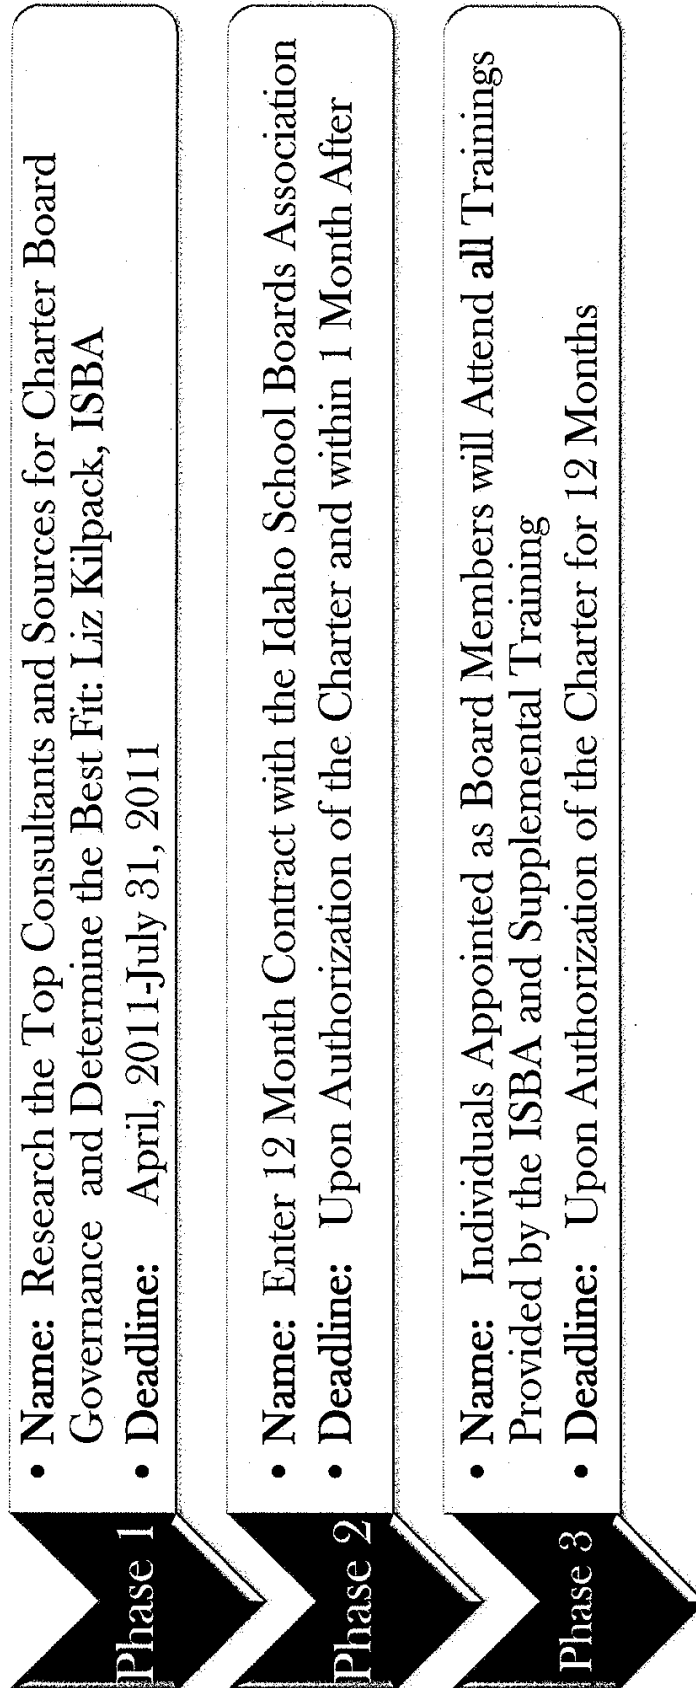 Phase 1
• Name: Research the Top Consultants and Sources for Charter Board
Governance and Determine the Best Fit: Liz Kilpack, ISBA
• Deadline: April, 2011-July 31, 2011
Phase 2
• Name: Enter 12 Month Contract with the Idaho School Boards Association
• Deadline: Upon Authorization of the Charter and within 1 Month After
Phase 3
• Name: Individuals Appointed as Board Members will Attend all Trainings
Provided by the ISBA and Supplemental Training
• Deadline: Upon Authorization of the Charter for 12 Months